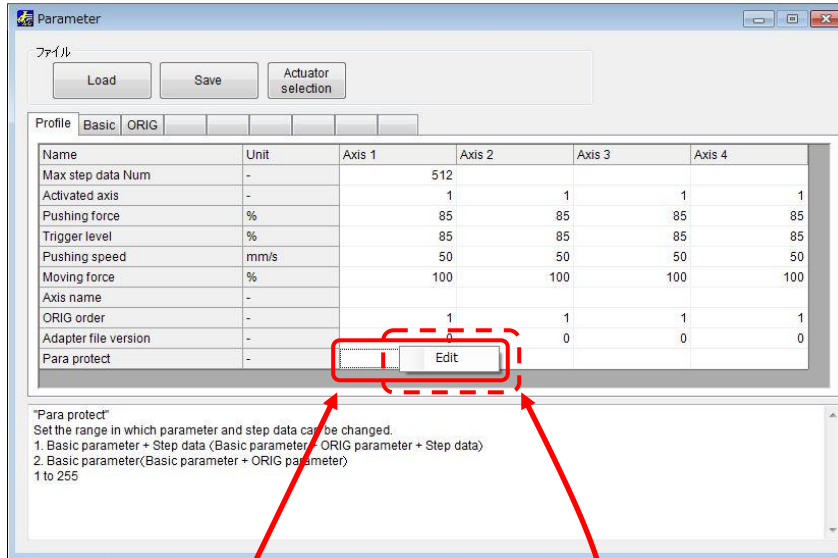 Parameter
ファイル
Load Save Actuator selection
Profile Basic ORIG
Name Unit Axis 1 Axis 2 Axis 3 Axis 4
Max step data Num - 512
Activated axis - 1 1 1 1
Pushing force % 85 85 85 85
Trigger level % 85 85 85 85
Pushing speed mm/s 50 50 50 50
Moving force % 100 100 100 100
Axis name -
ORIG order - 1 1 1 1
Adapter file version - 0 0 0 0
Para protect - Edit
"Para protect"
Set the range in which parameter and step data can be changed.
1. Basic parameter + Step data (Basic parameter + ORIG parameter + Step data)
2. Basic parameter(Basic parameter + ORIG parameter)
1 to 255